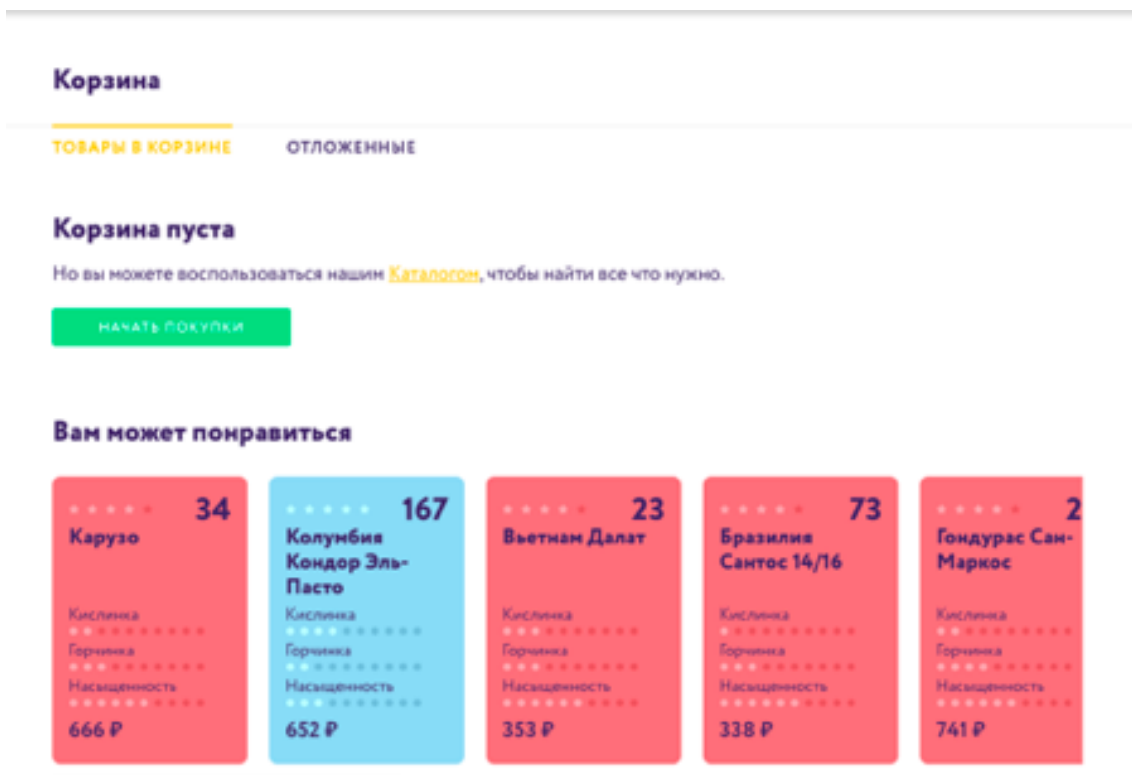 Корзина
ТОВАРЫ В КОРЗИНЕ ОТЛОЖЕННЫЕ
Корзина пуста
Но вы можете воспользоваться нашим Каталогом, чтобы найти все что нужно.
НАЧАТЬ ПОКУПКИ
Вам может понравиться
34
Карузо
Кислинка
Горчинка
Насыщенность
666 ₽
167
Колумбия
Кондор Эль-
Пасто
Кислинка
Горчинка
Насыщенность
652 ₽
23
Вьетнам Далат
Кислинка
Горчинка
Насыщенность
353 ₽
73
Бразилия
Сантос 14/16
Кислинка
Горчинка
Насыщенность
338 ₽
2
Гондурас Сан-
Маркос
Кислинка
Горчинка
Насыщенность
741 ₽